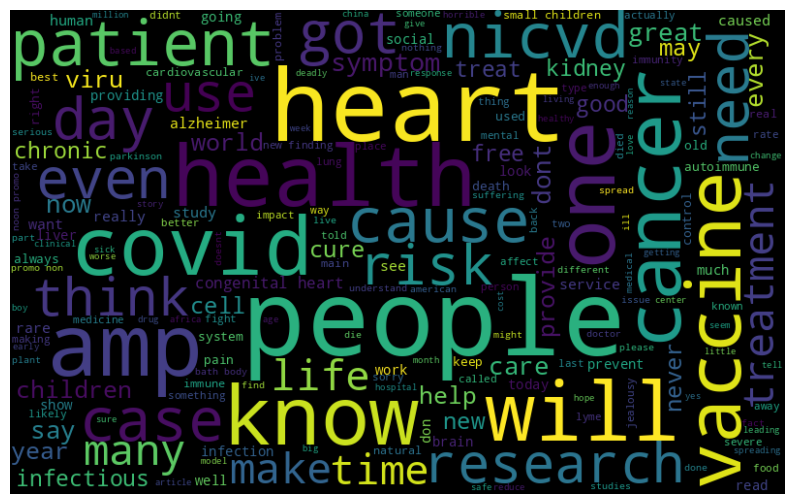 human
million
didnt
going
china
someone
give
horrible
small children
actually
caused
patient
problem
got
social
nothing
nicvd
great
may
every
based
deadly
ive
symptom
immunity
best
viru
cardiovascular
use
man
response
treat
kidney
enough
need
right
providing
heart
thing
used
type
living
good
healthy
reason
state
still
real
serious
day
alzheimer
week
place
mental
died
love
old
rate
chronic
parkinson
world
new finding
free
dont
one
cancer
change
take
story
lung
look
autoimmune
even
health
death
suffering
spread
noon promo
now
study
cause
back
two
ill
control
vaccine
want
really
impact
way
told
provide
main
live
better
liver
part
clinical
covid
cure
different
medical
getting
much
always
sick
doesnt
see
affect
risk
person
service
issue
center
known
treatment
promo non
worse
congenital heart
understand
american
think
cell
people
cost
boy
rare
medicine
drug
fight
africa
age
system
doctor
please
seem
little
making
early
die
might
plant
amp
pain
month
keep
last
prevent
never
tell
bath body
life
work
care
called
children
immune
find
sorry
today
hope
yes
away
show
something
hospital
help
likely
sure
case
know
don
will
lyme
jealousy
fact
say
new
brain
leading
many
severe
year
infection
natural
spreading
infectious
well
big
make
time
research
done
food
model
article
safe
reduce
studies
read